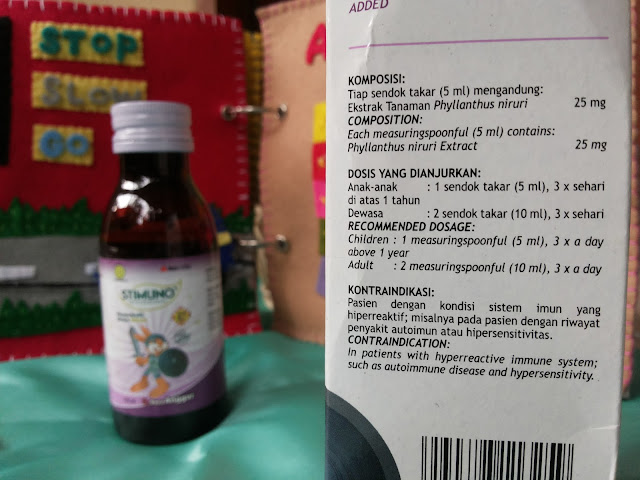 STOP
SLOW
GO
STIMUNO
ADDED
KOMPOSISI:
Tiap sendok takar (5 ml) mengandung:
Ekstrak Tanaman Phyllanthus niruri 25 mg
COMPOSITION:
Each measuringspoonful (5 ml) contains:
Phyllanthus niruri Extract 25 mg
DOSIS YANG DIANJURKAN:
Anak-anak : 1 sendok takar (5 ml), 3 x sehari
di atas 1 tahun
Dewasa : 2 sendok takar (10 ml), 3 x sehari
RECOMMENDED DOSAGE:
Children : 1 measuringspoonful (5 ml), 3 x a day
above 1 year
Adult : 2 measuringspoonful (10 ml), 3 x a day
KONTRAINDIKASI:
Pasien dengan kondisi sistem imun yang
hiperreaktif; misalnya pada pasien dengan riwayat
penyakit autoimun atau hipersensitivitas.
CONTRAINDICATION:
In patients with hyperreactive immune system;
such as autoimmune disease and hypersensitivity.